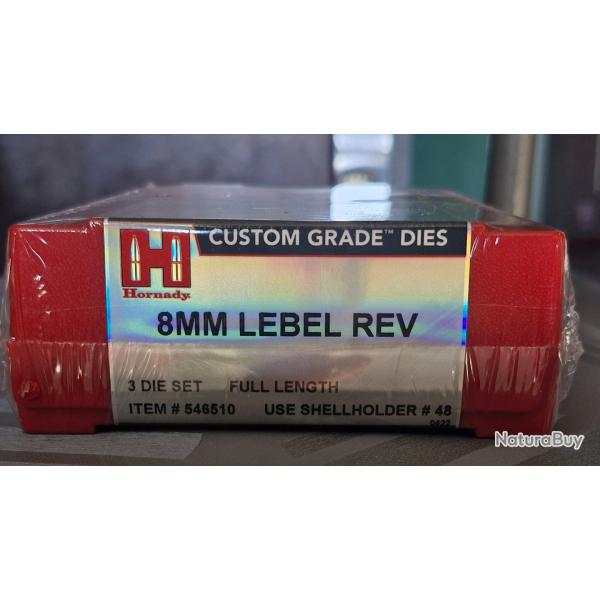 CUSTOM GRADE™ DIES
H
Hornady
8MM LEBEL REV
3 DIE SET FULL LENGTH
ITEM # 546510 USE SHELLHOLDER # 48
0422
NaturaBuy